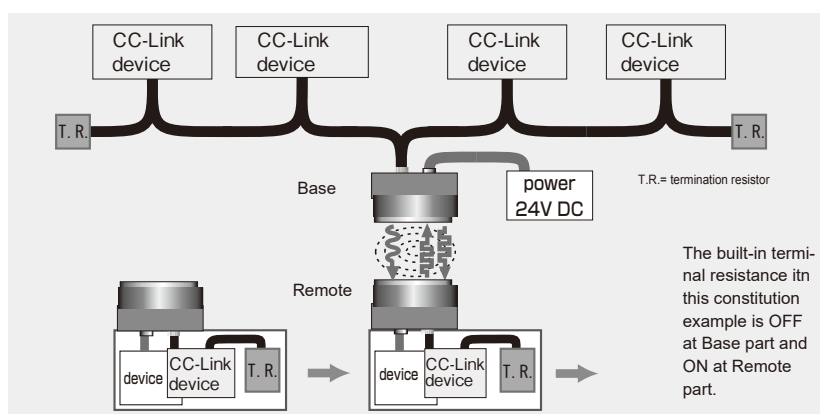 CC-Link
device
CC-Link
device
CC-Link
device
CC-Link
device
T. R.
T. R.
Base
power
24V DC
T.R.= termination resistor
Remote
The built-in termi-
nal resistance itn
this constitution
example is OFF
at Base part and
ON at Remote
part.
device
CC-Link
device
T. R.
device
CC-Link
device
T. R.